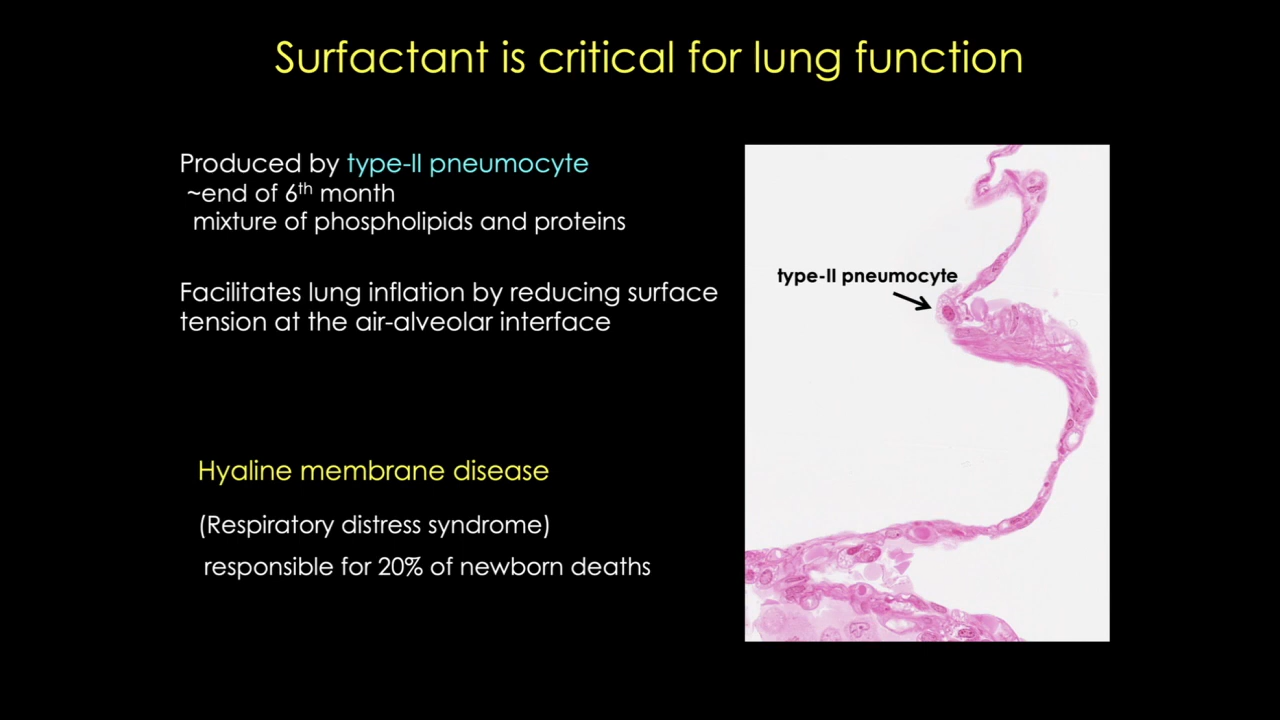 Surfactant is critical for lung function
Produced by type-II pneumocyte
~end of 6th month
mixture of phospholipids and proteins
Facilitates lung inflation by reducing surface
tension at the air-alveolar interface
type-II pneumocyte
Hyaline membrane disease
(Respiratory distress syndrome)
responsible for 20% of newborn deaths